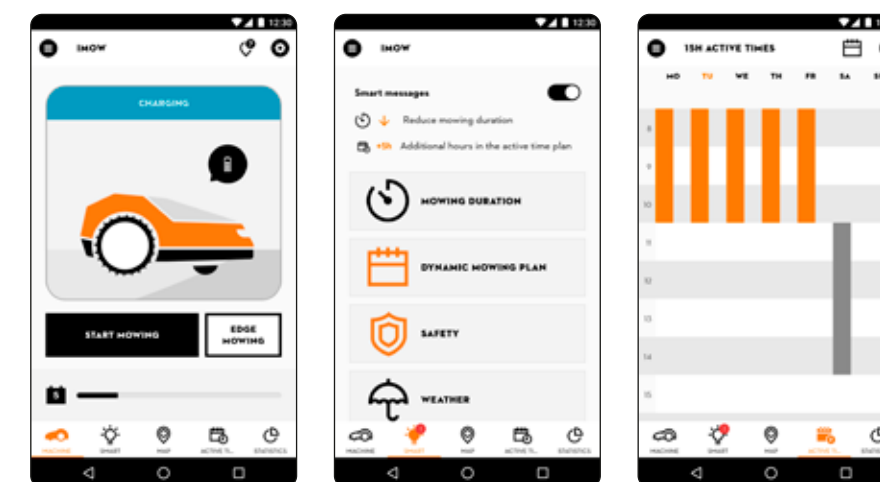 12:30
IMOW
CHARGING
START MOWING
EDGE
MOWING
5
MACHINE
SMART
MAP
ACTIVE TI...
STATISTICS
12:30
IMOW
Smart messages
Reduce mowing duration
+5h Additional hours in the active time plan
MOWING DURATION
DYNAMIC MOWING PLAN
SAFETY
WEATHER
MACHINE
SMART
MAP
ACTIVE TI...
STATISTICS
15H ACTIVE TIMES
MO TU WE TH FR SA
8
9
10
11
12
13
14
15
MACHINE
SMART
MAP
ACTIVE TI...